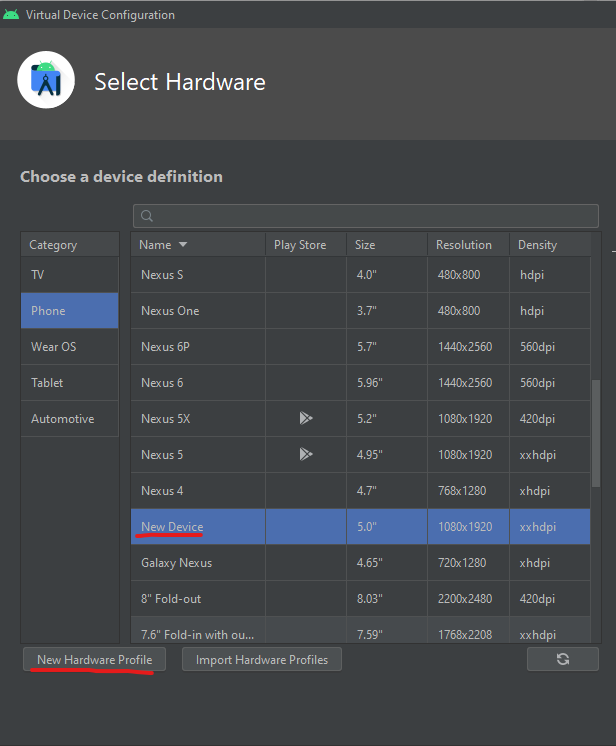 Virtual Device Configuration
Select Hardware
Choose a device definition
Category
TV
Phone
Wear OS
Tablet
Automotive
Name Play Store Size Resolution Density
Nexus S 4.0" 480x800 hdpi
Nexus One 3.7" 480x800 hdpi
Nexus 6P 5.7" 1440x2560 560dpi
Nexus 6 5.96" 1440x2560 560dpi
Nexus 5X 5.2" 1080x1920 420dpi
Nexus 5 4.95" 1080x1920 xxhdpi
Nexus 4 4.7" 768x1280 xhdpi
New Device 5.0" 1080x1920 xxhdpi
Galaxy Nexus 4.65" 720x1280 xhdpi
8" Fold-out 8.03" 2200x2480 420dpi
7.6" Fold-in with ou... 7.59" 1768x2208 xxhdpi
New Hardware Profile Import Hardware Profiles